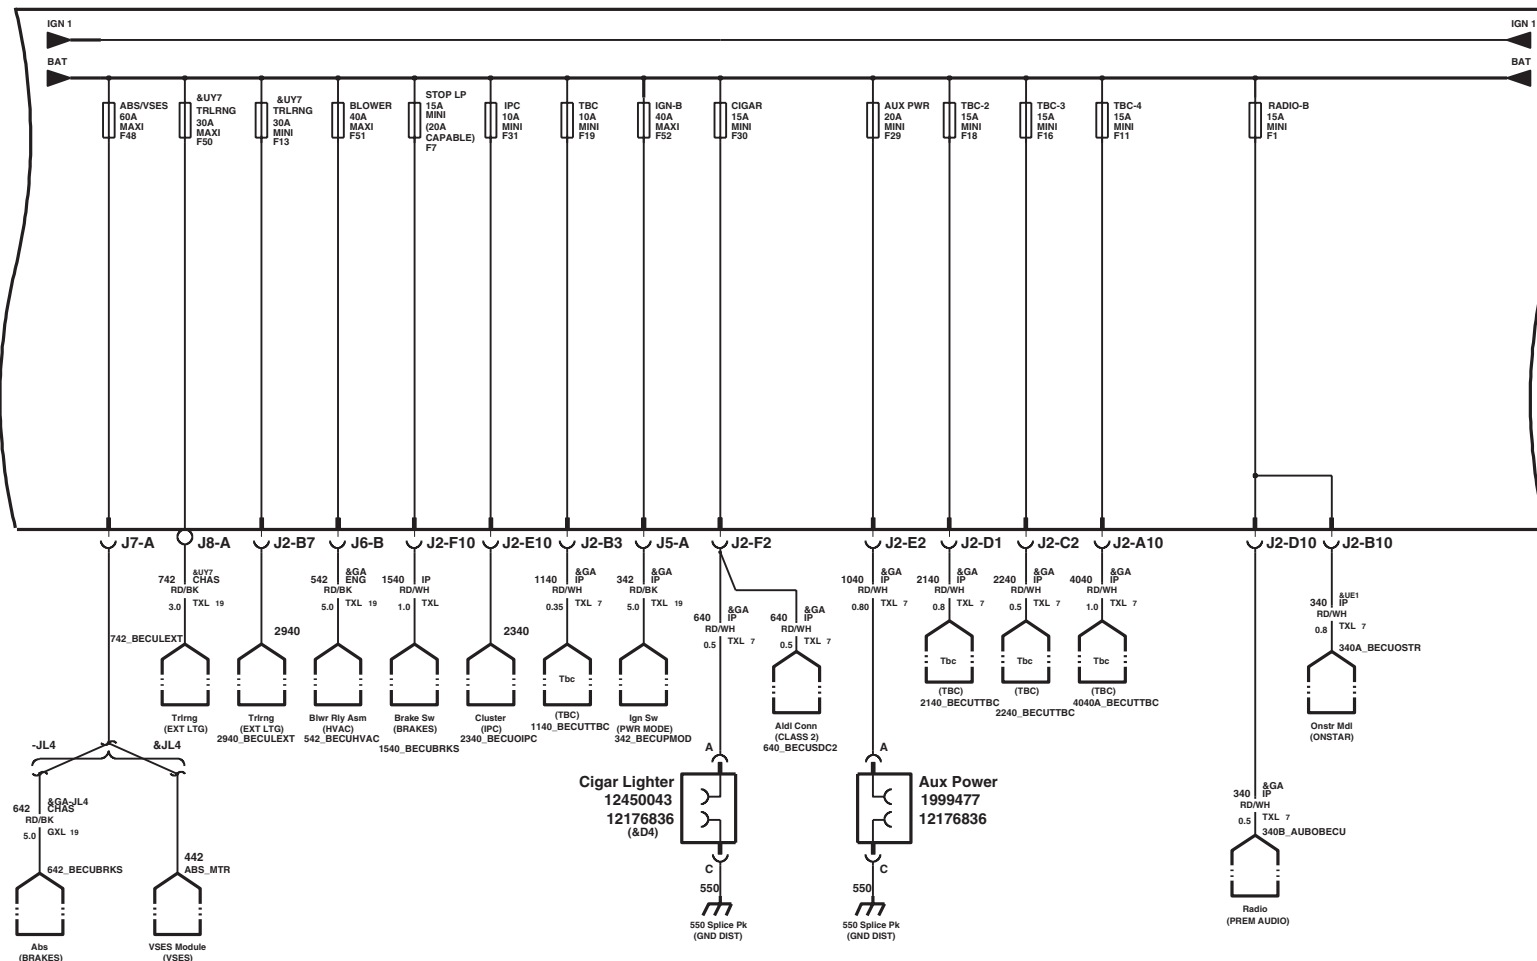 IGN 1
IGN 1
BAT
BAT
ABS/VSES
60A
MAXI
F48
&UY7
TRLRNG
30A
MAXI
F50
&UY7
TRLRNG
30A
MINI
F13
BLOWER
40A
MAXI
F51
STOP LP
15A
MINI
(20A
CAPABLE)
F7
IPC
10A
MINI
F31
TBC
10A
MINI
F19
IGN-B
40A
MAXI
F52
CIGAR
15A
MINI
F30
AUX PWR
20A
MINI
F29
TBC-2
15A
MINI
F18
TBC-3
15A
MINI
F16
TBC-4
15A
MINI
F11
RADIO-B
15A
MINI
F1
J7-A
J8-A
J2-B7
J6-B
J2-F10
J2-E10
J2-B3
J5-A
J2-F2
J2-E2
J2-D1
J2-C2
J2-A10
J2-D10
J2-B10
&UY7
742 CHAS
RD/BK
3.0 TXL 19
742_BECULEXT
Trlrng
(EXT LTG)
2940
Trlrng
(EXT LTG)
2940_BECULEXT
&GA
542 ENG
RD/BK
5.0 TXL 19
Blwr Rly Asm
(HVAC)
542_BECUHVAC
1540 IP
RD/WH
1.0 TXL
Brake Sw
(BRAKES)
1540_BECUBRKS
2340
Cluster
(IPC)
2340_BECUOIPC
&GA
1140 IP
RD/WH
0.35 TXL 7
Tbc
(TBC)
1140_BECUTTBC
&GA
342 IP
RD/BK
5.0 TXL 19
Ign Sw
(PWR MODE)
342_BECUPMOD
&GA
640 IP
RD/WH
0.5 TXL 7
&GA
640 IP
RD/WH
0.5 TXL 7
Aldl Conn
(CLASS 2)
640_BECUSDC2
&GA
1040 IP
RD/WH
0.80 TXL 7
&GA
2140 IP
RD/WH
0.8 TXL 7
Tbc
(TBC)
2140_BECUTTBC
&GA
2240 IP
RD/WH
0.5 TXL 7
Tbc
(TBC)
2240_BECUTTBC
&GA
4040 IP
RD/WH
1.0 TXL 7
Tbc
(TBC)
4040A_BECUTTBC
&UE1
340 IP
RD/WH
0.8 TXL 7
340A_BECUOSTR
Onstr Mdl
(ONSTAR)
-JL4
&JL4
&GA-JL4
642 CHAS
RD/BK
5.0 GXL 19
642_BECUBRKS
Abs
(BRAKES)
442
ABS_MTR
VSES Module
(VSES)
A
Cigar Lighter
12450043
12176836
(&D4)
C
550
550 Splice Pk
(GND DIST)
A
Aux Power
1999477
12176836
C
550
550 Splice Pk
(GND DIST)
&GA
340 IP
RD/WH
0.5 TXL 7
340B_AUBOBECU
Radio
(PREM AUDIO)